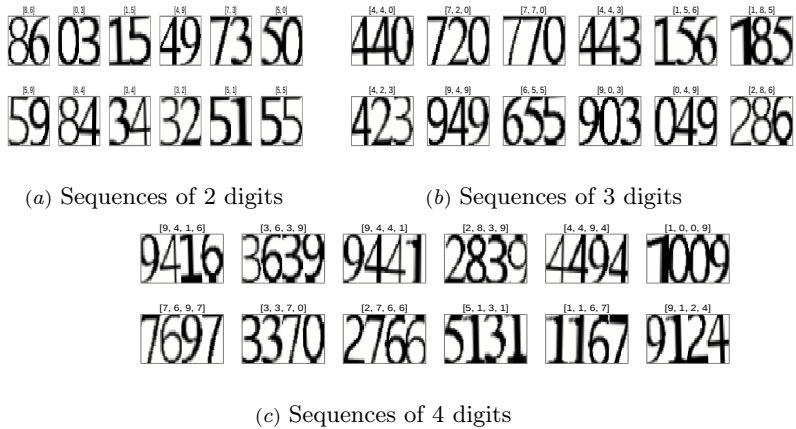 [8,6] [0,3] [1,5] [4,9] [7,3] [5,0]
86 03 15 49 73 50
[5,9] [8,4] [3,4] [3,2] [5,1] [5,5]
59 84 34 32 51 55
(a) Sequences of 2 digits
[4, 4, 0] [7, 2, 0] [7, 7, 0] [4, 4, 3] [1, 5, 6] [1, 8, 5]
440 720 770 443 156 185
[4, 2, 3] [9, 4, 9] [6, 5, 5] [9, 0, 3] [0, 4, 9] [2, 8, 6]
423 949 655 903 049 286
(b) Sequences of 3 digits
[9, 4, 1, 6] [3, 6, 3, 9] [9, 4, 4, 1] [2, 8, 3, 9] [4, 4, 9, 4] [1, 0, 0, 9]
9416 3639 9441 2839 4494 1009
[7, 6, 9, 7] [3, 3, 7, 0] [2, 7, 6, 6] [5, 1, 3, 1] [1, 1, 6, 7] [9, 1, 2, 4]
7697 3370 2766 5131 1167 9124
(c) Sequences of 4 digits